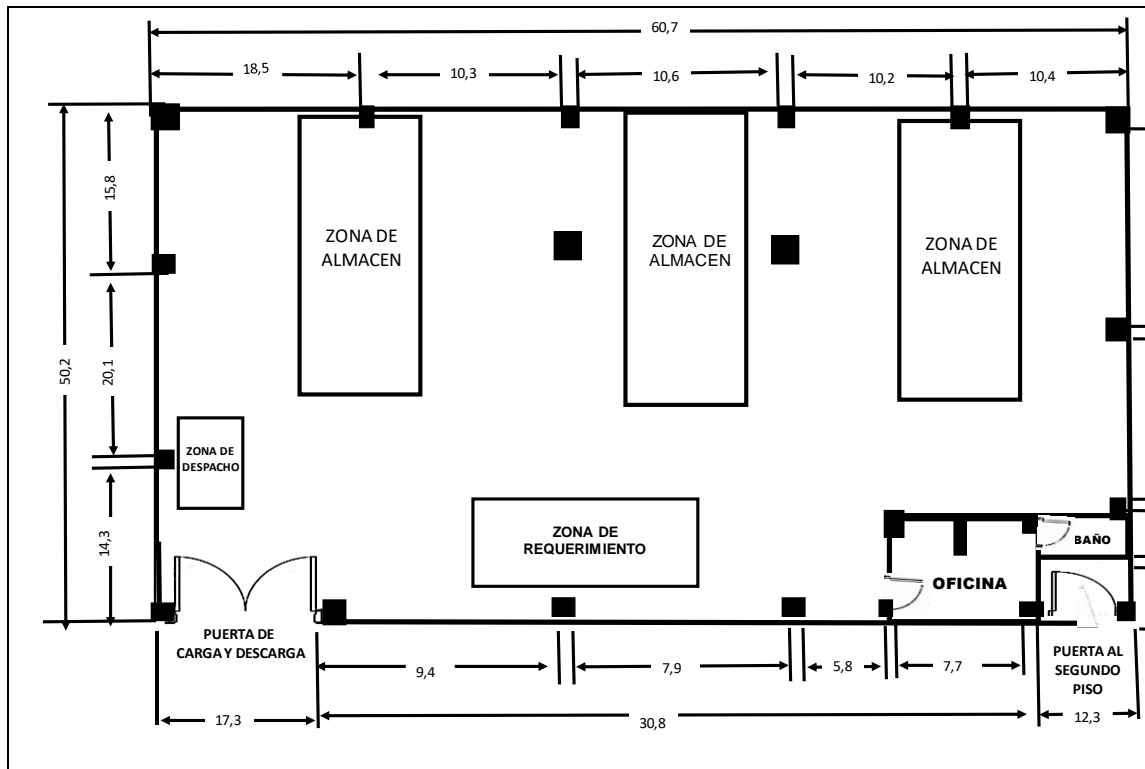 60,7
18,5
10,3
10,6
10,2
10,4
15,8
50,2
20,1
14,3
ZONA DE
ALMACEN
ZONA DE
ALMACEN
ZONA DE
ALMACEN
ZONA DE
DESPACHO
ZONA DE
REQUERIMIENTO
BAÑO
OFICINA
PUERTA DE
CARGA Y DESCARGA
PUERTA AL
SEGUNDO
PISO
9,4
7,9
5,8
7,7
17,3
30,8
12,3